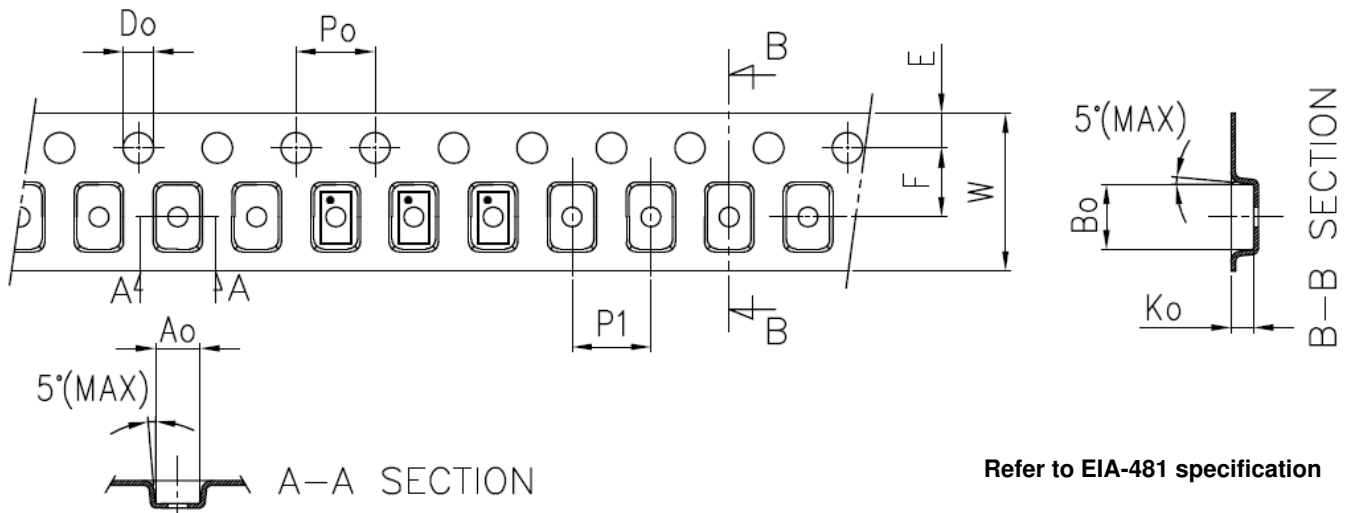 Do
Po
B
E
5°(MAX)
F
W
Bo
B-B SECTION
A
A
Ko
P1
B
Ao
5°(MAX)
A-A SECTION
Refer to EIA-481 specification